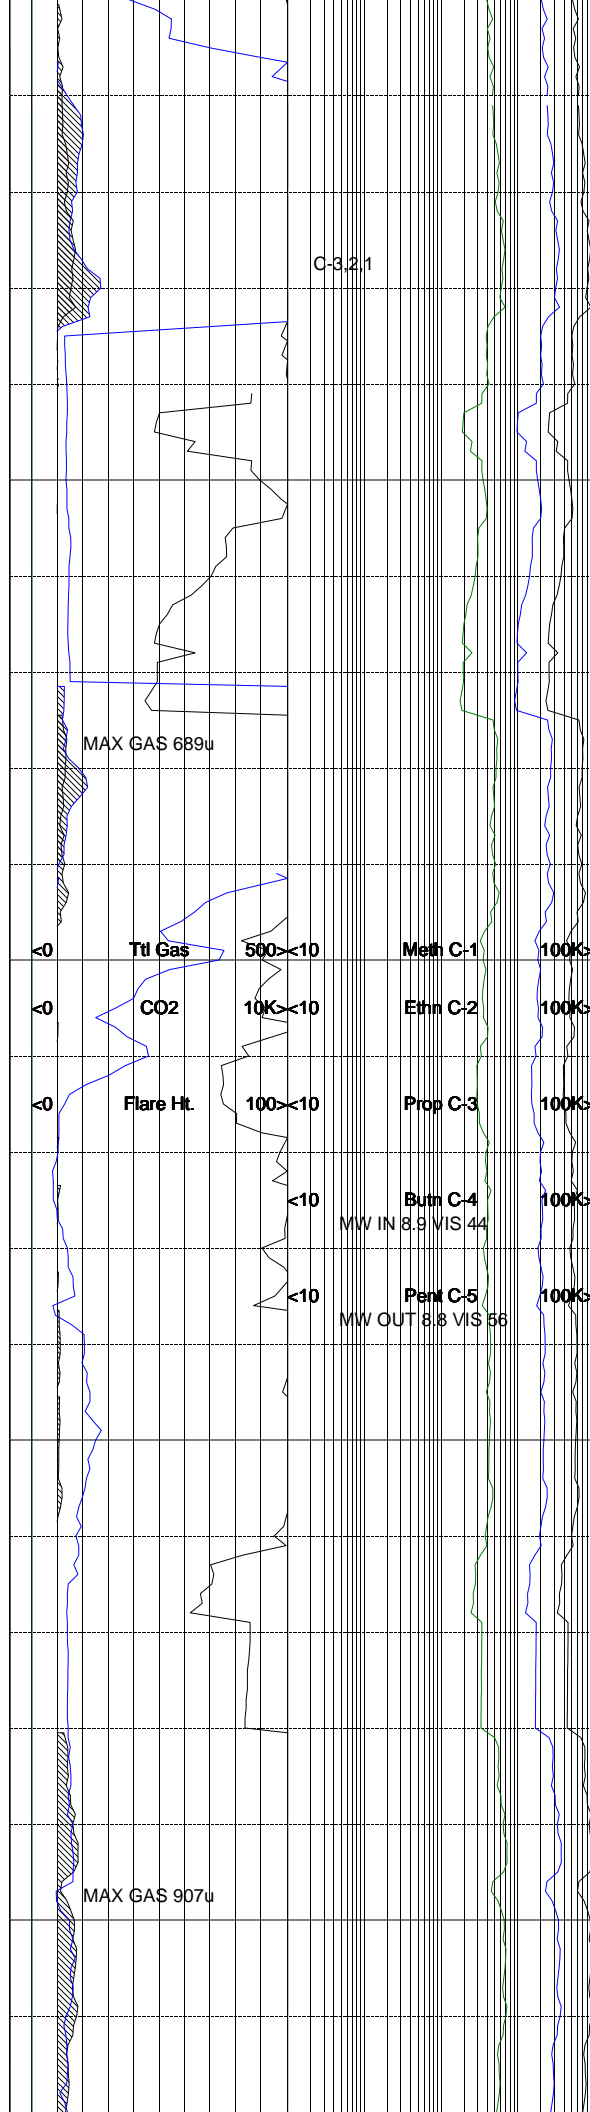 C-3,2,1
MAX GAS 689u
<0 Ttl Gas 500><10 Meth C-1 100K>
<0 CO2 10K><10 Ethn C-2 100K>
<0 Flare Ht. 100><10 Prop C-3 100K>
<10 Butn C-4 100K>
MW IN 8.9 VIS 44
<10 Pent C-5 100K>
MW OUT 8.8 VIS 56
MAX GAS 907u